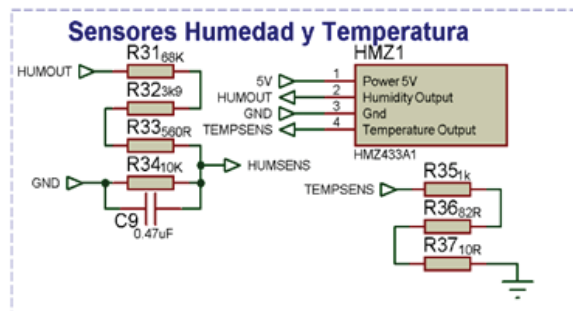 Sensores Humedad y Temperatura
R31 68K
HUMOUT
R32 3k9
R33 560R
R34 10K
HUMSENS
GND
C9
0.47uF
HMZ1
5V 1 Power 5V
HUMOUT 2 Humidity Output
GND 3 Gnd
TEMPSENS 4 Temperature Output
HMZ433A1
R35 1k
TEMPSENS
R36 82R
R37 10R